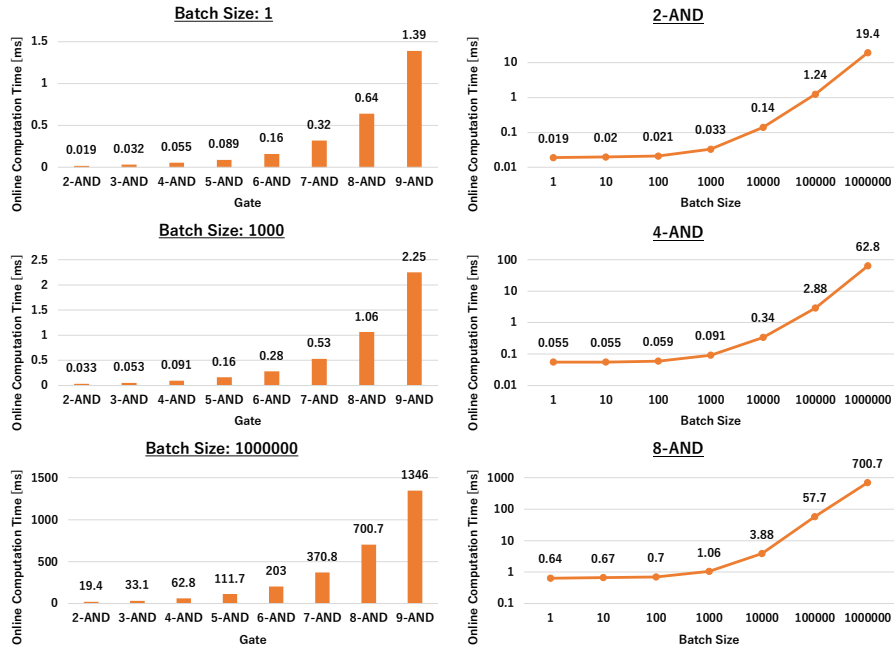 Batch Size: 1
Online Computation Time [ms]
1.5
1
0.5
0
0.019 0.032 0.055 0.089 0.16 0.32 0.64 1.39
2-AND 3-AND 4-AND 5-AND 6-AND 7-AND 8-AND 9-AND
Gate
2-AND
Online Computation Time [ms]
10
1
0.1
0.01
0.019 0.02 0.021 0.033 0.14 1.24 19.4
1 10 100 1000 10000 100000 1000000
Batch Size
Batch Size: 1000
Online Computation Time [ms]
2.5
2
1.5
1
0.5
0
0.033 0.053 0.091 0.16 0.28 0.53 1.06 2.25
2-AND 3-AND 4-AND 5-AND 6-AND 7-AND 8-AND 9-AND
Gate
4-AND
Online Computation Time [ms]
100
10
1
0.1
0.01
0.055 0.055 0.059 0.091 0.34 2.88 62.8
1 10 100 1000 10000 100000 1000000
Batch Size
Batch Size: 1000000
Online Computation Time [ms]
1500
1000
500
0
19.4 33.1 62.8 111.7 203 370.8 700.7 1346
2-AND 3-AND 4-AND 5-AND 6-AND 7-AND 8-AND 9-AND
Gate
8-AND
Online Computation Time [ms]
1000
100
10
1
0.1
0.64 0.67 0.7 1.06 3.88 57.7 700.7
1 10 100 1000 10000 100000 1000000
Batch Size